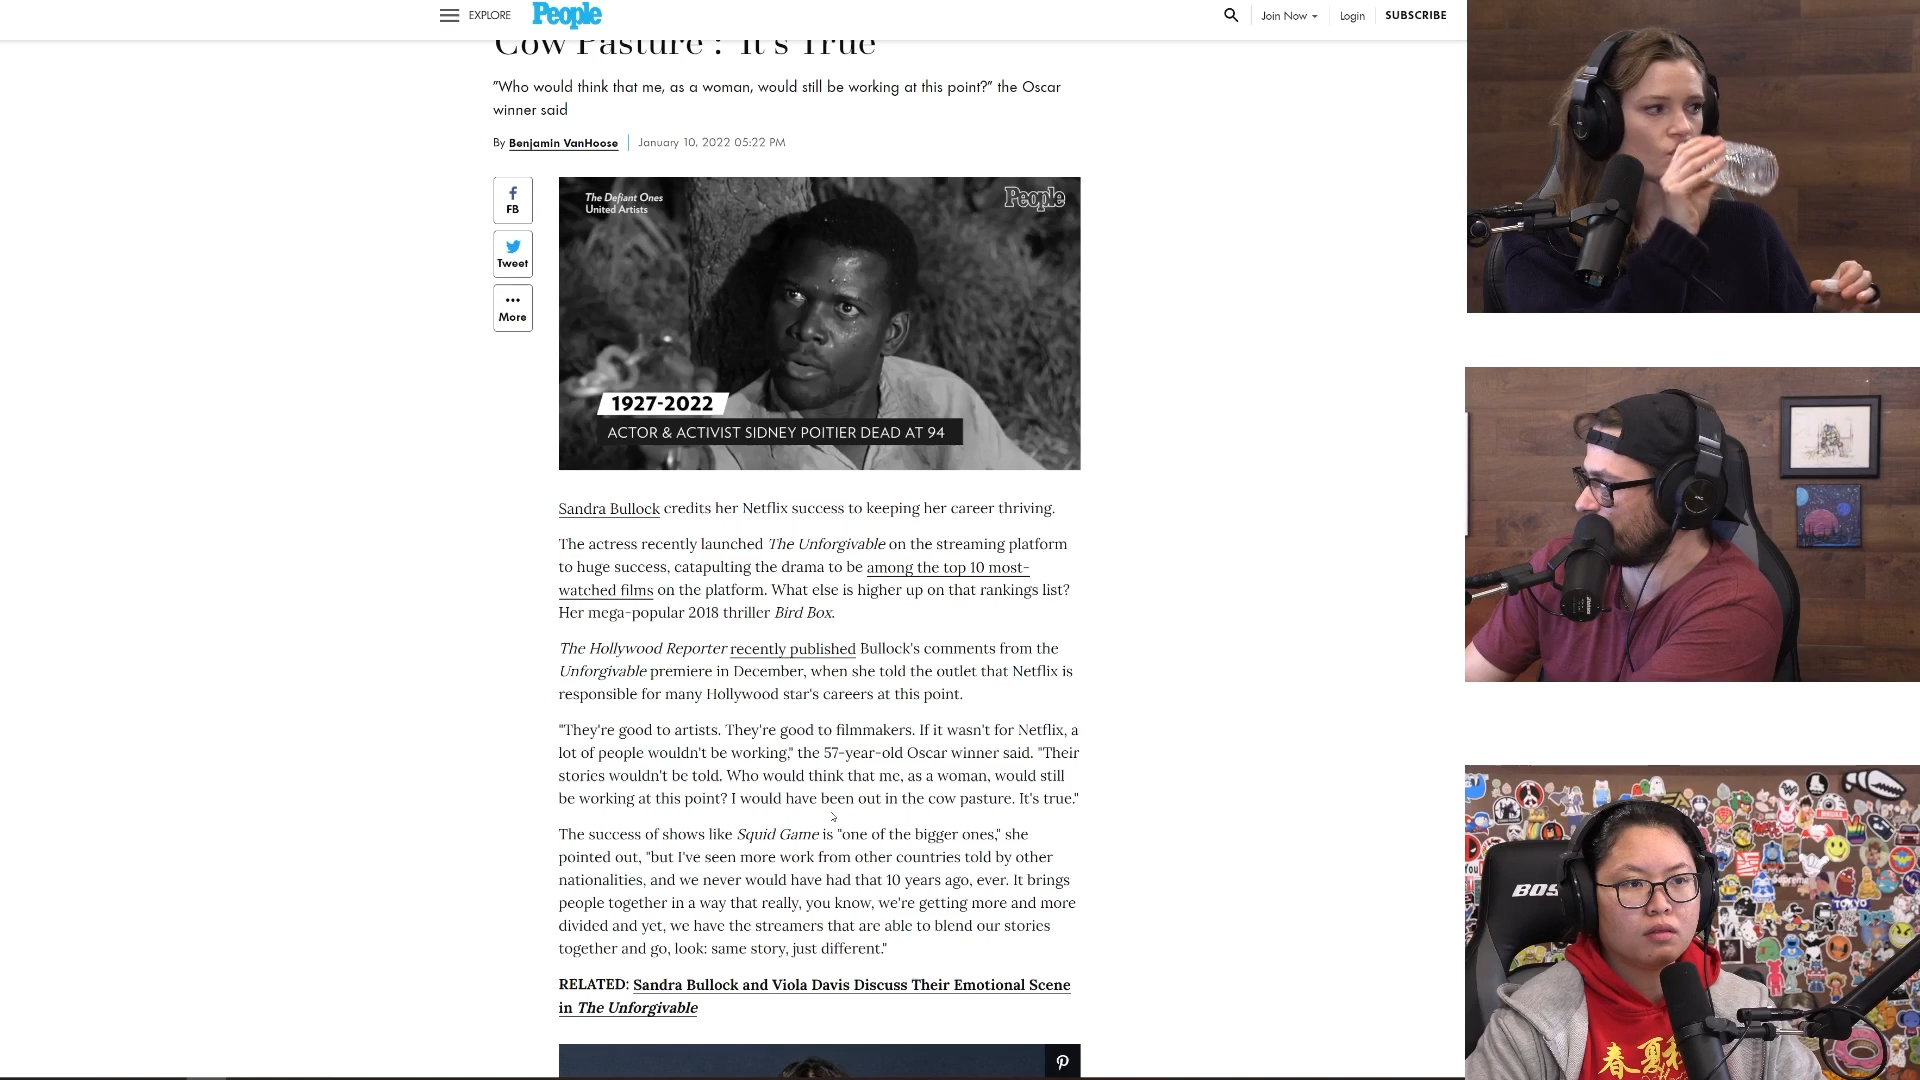 EXPLORE
People
Join Now
Login
SUBSCRIBE
Cow Pasture': 'It's True'
"Who would think that me, as a woman, would still be working at this point?" the Oscar
winner said
By Benjamin VanHoose
January 10, 2022 05:22 PM
FB
Tweet
More
The Defiant Ones
United Artists
People
1927-2022
ACTOR & ACTIVIST SIDNEY POITIER DEAD AT 94
Sandra Bullock credits her Netflix success to keeping her career thriving.
The actress recently launched The Unforgivable on the streaming platform
to huge success, catapulting the drama to be among the top 10 most-
watched films on the platform. What else is higher up on that rankings list?
Her mega-popular 2018 thriller Bird Box.
The Hollywood Reporter recently published Bullock's comments from the
Unforgivable premiere in December, when she told the outlet that Netflix is
responsible for many Hollywood star's careers at this point.
"They're good to artists. They're good to filmmakers. If it wasn't for Netflix, a
lot of people wouldn't be working," the 57-year-old Oscar winner said. "Their
stories wouldn't be told. Who would think that me, as a woman, would still
be working at this point? I would have been out in the cow pasture. It's true."
The success of shows like Squid Game is "one of the bigger ones," she
pointed out, "but I've seen more work from other countries told by other
nationalities, and we never would have had that 10 years ago, ever. It brings
people together in a way that really, you know, we're getting more and more
divided and yet, we have the streamers that are able to blend our stories
together and go, look: same story, just different."
RELATED: Sandra Bullock and Viola Davis Discuss Their Emotional Scene
in The Unforgivable
BOS
Supreme
TOKYO
春夏秋